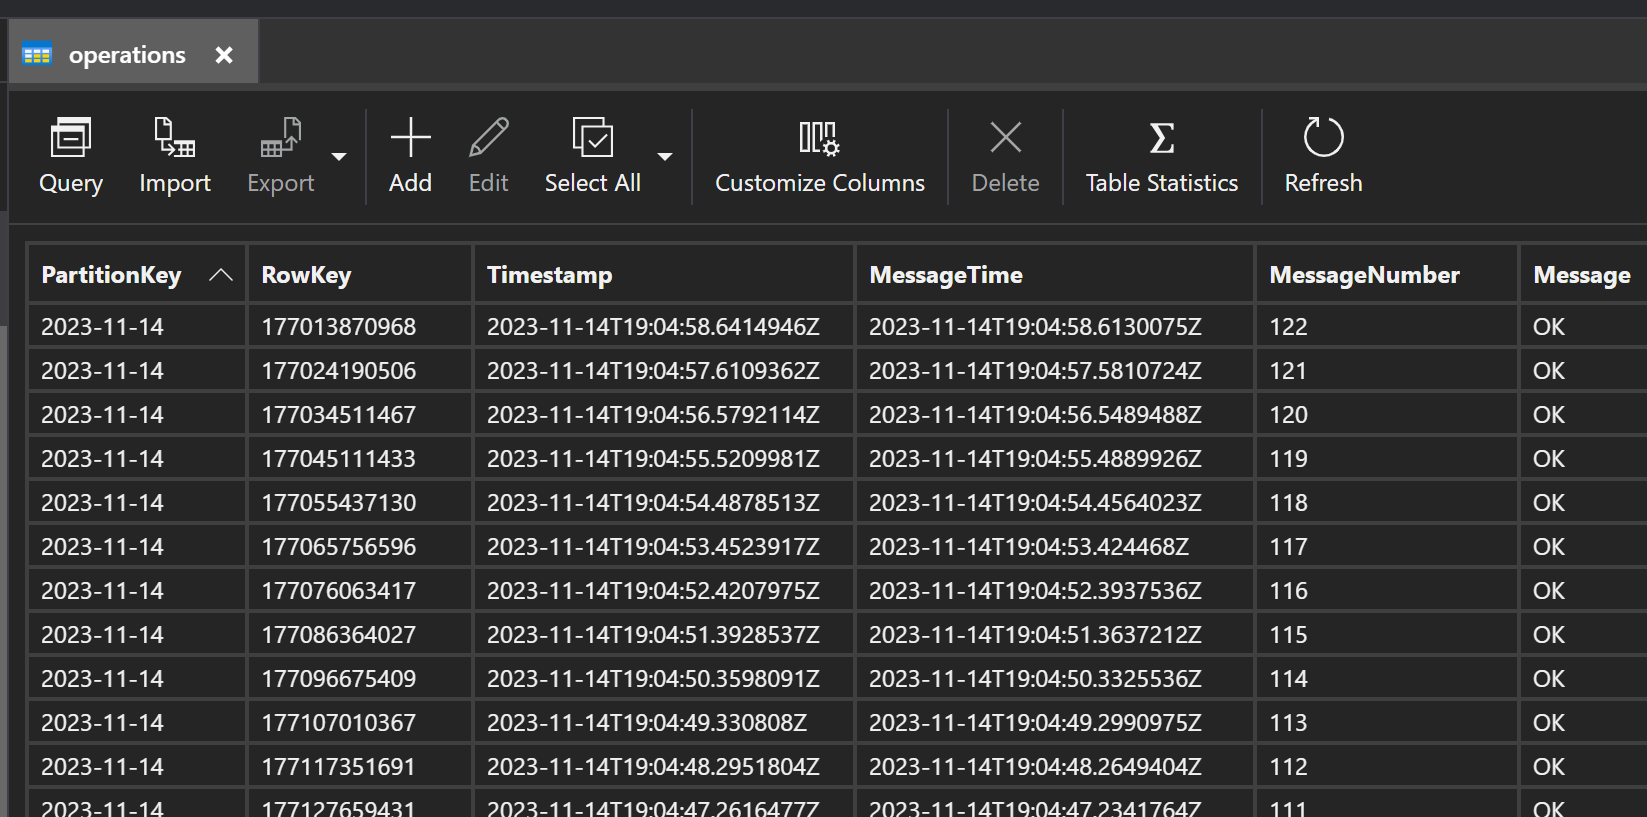 operations
Query Import Export Add Edit Select All Customize Columns Delete Table Statistics Refresh
PartitionKey RowKey Timestamp MessageTime MessageNumber Message
2023-11-14 177013870968 2023-11-14T19:04:58.6414946Z 2023-11-14T19:04:58.6130075Z 122 OK
2023-11-14 177024190506 2023-11-14T19:04:57.6109362Z 2023-11-14T19:04:57.5810724Z 121 OK
2023-11-14 177034511467 2023-11-14T19:04:56.5792114Z 2023-11-14T19:04:56.5489488Z 120 OK
2023-11-14 177045111433 2023-11-14T19:04:55.5209981Z 2023-11-14T19:04:55.4889926Z 119 OK
2023-11-14 177055437130 2023-11-14T19:04:54.4878513Z 2023-11-14T19:04:54.4564023Z 118 OK
2023-11-14 177065756596 2023-11-14T19:04:53.4523917Z 2023-11-14T19:04:53.424468Z 117 OK
2023-11-14 177076063417 2023-11-14T19:04:52.4207975Z 2023-11-14T19:04:52.3937536Z 116 OK
2023-11-14 177086364027 2023-11-14T19:04:51.3928537Z 2023-11-14T19:04:51.3637212Z 115 OK
2023-11-14 177096675409 2023-11-14T19:04:50.3598091Z 2023-11-14T19:04:50.3325536Z 114 OK
2023-11-14 177107010367 2023-11-14T19:04:49.330808Z 2023-11-14T19:04:49.2990975Z 113 OK
2023-11-14 177117351691 2023-11-14T19:04:48.2951804Z 2023-11-14T19:04:48.2649404Z 112 OK
2023-11-14 177127659431 2023-11-14T19:04:47.2616477Z 2023-11-14T19:04:47.2341764Z 111 OK